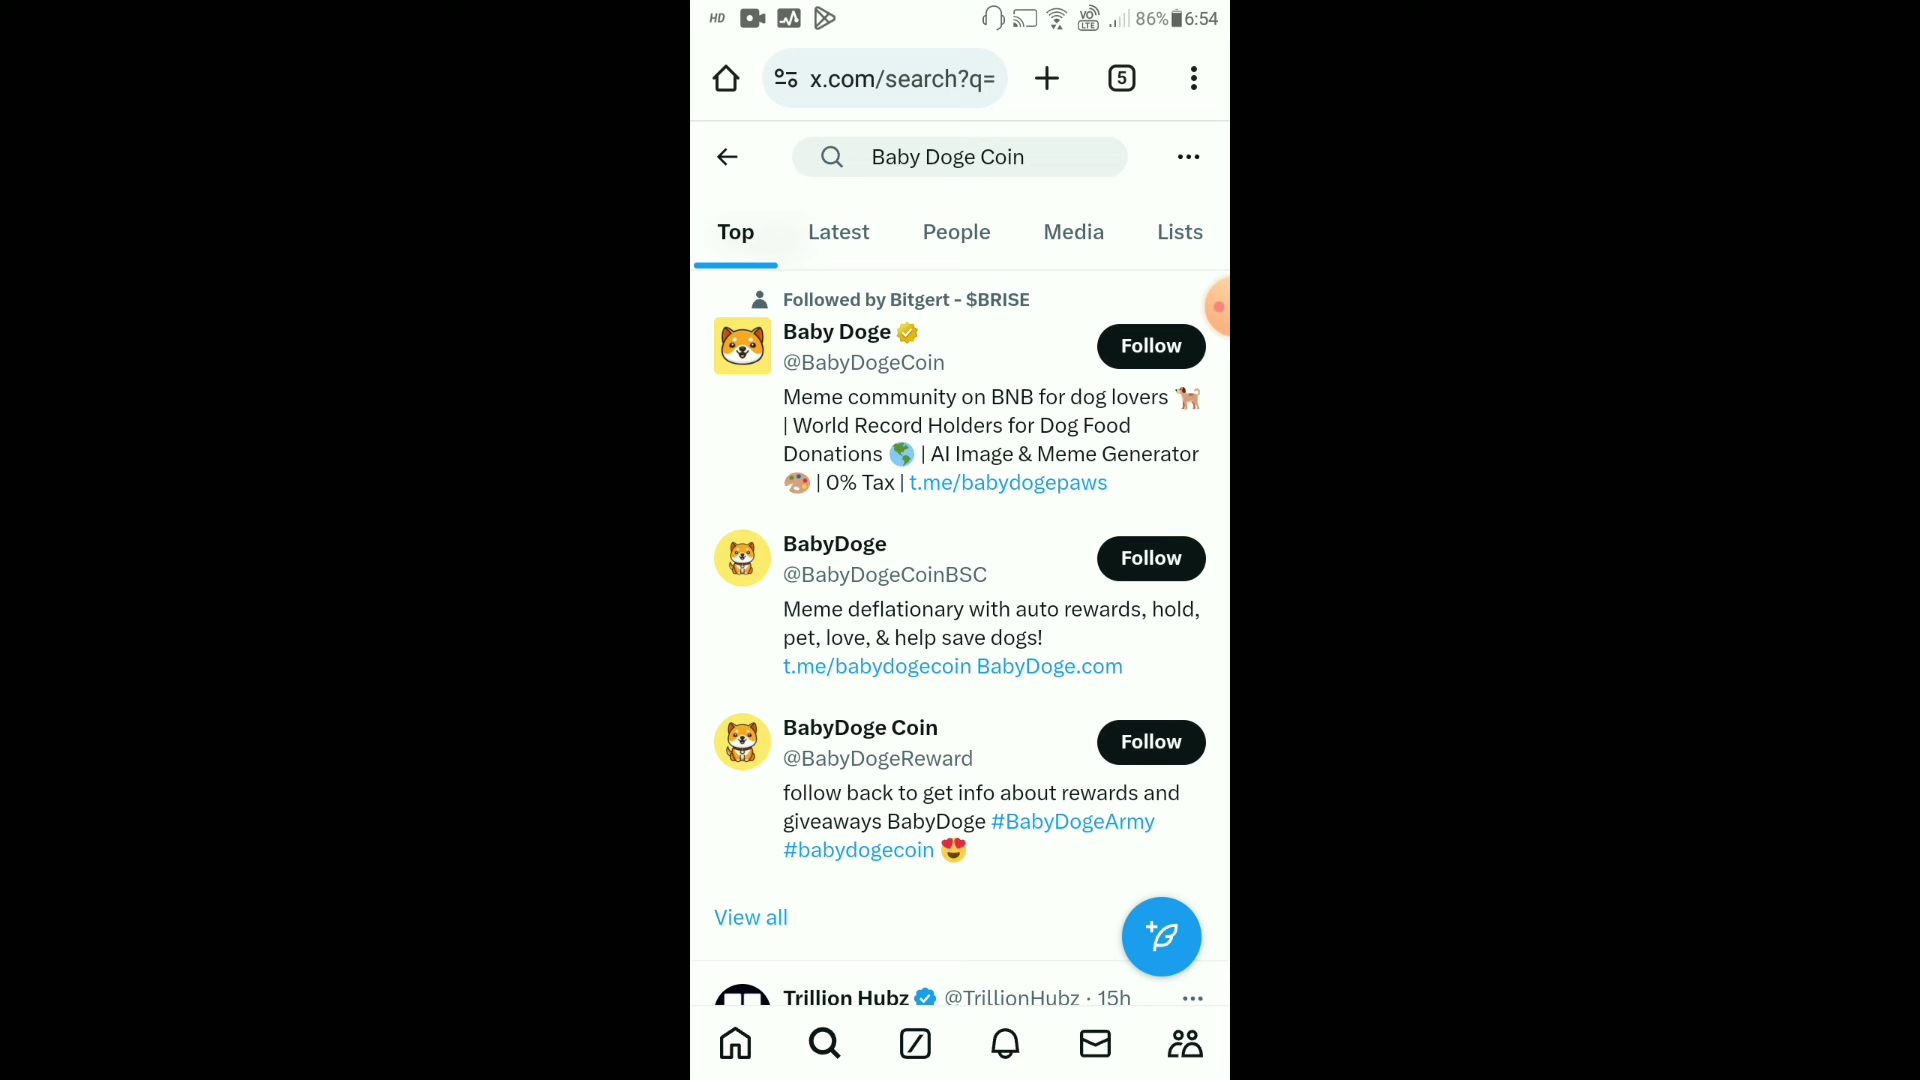 HD VO LTE 86% 6:54
x.com/search?q= 5
Baby Doge Coin
Top Latest People Media Lists
Followed by Bitgert - $BRISE
Baby Doge
@BabyDogeCoin
Follow
Meme community on BNB for dog lovers 🐕
| World Record Holders for Dog Food
Donations 🌎 | AI Image & Meme Generator
🎨 | 0% Tax | t.me/babydogepaws
BabyDoge
@BabyDogeCoinBSC
Follow
Meme deflationary with auto rewards, hold,
pet, love, & help save dogs!
t.me/babydogecoin BabyDoge.com
BabyDoge Coin
@BabyDogeReward
Follow
follow back to get info about rewards and
giveaways BabyDoge #BabyDogeArmy
#babydogecoin 😍
View all
Trillion Hubz @TrillionHubz · 15h